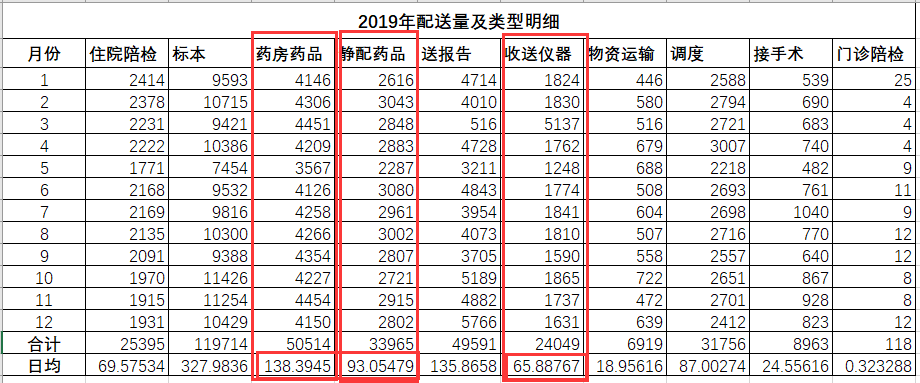 2019年配送量及类型明细
月份 住院陪检 标本 药房药品 静配药品 送报告 收送仪器 物资运输 调度 接手术 门诊陪检
1 2414 9593 4146 2616 4714 1824 446 2588 539 25
2 2378 10715 4306 3043 4010 1830 580 2794 690 4
3 2231 9421 4451 2848 516 5137 516 2721 683 4
4 2222 10386 4209 2883 4728 1762 679 3007 740 4
5 1771 7454 3567 2287 3211 1248 688 2218 482 9
6 2168 9532 4126 3080 4843 1774 508 2693 761 11
7 2169 9816 4258 2961 3954 1841 604 2698 1040 9
8 2135 10300 4266 3002 4073 1810 507 2716 770 12
9 2091 9388 4354 2807 3705 1590 558 2557 640 12
10 1970 11426 4227 2721 5189 1865 722 2651 867 8
11 1915 11254 4454 2915 4882 1737 472 2701 928 8
12 1931 10429 4150 2802 5766 1631 639 2412 823 12
合计 25395 119714 50514 33965 49591 24049 6919 31756 8963 118
日均 69.57534 327.9836 138.3945 93.05479 135.8658 65.88767 18.95616 87.00274 24.55616 0.323288